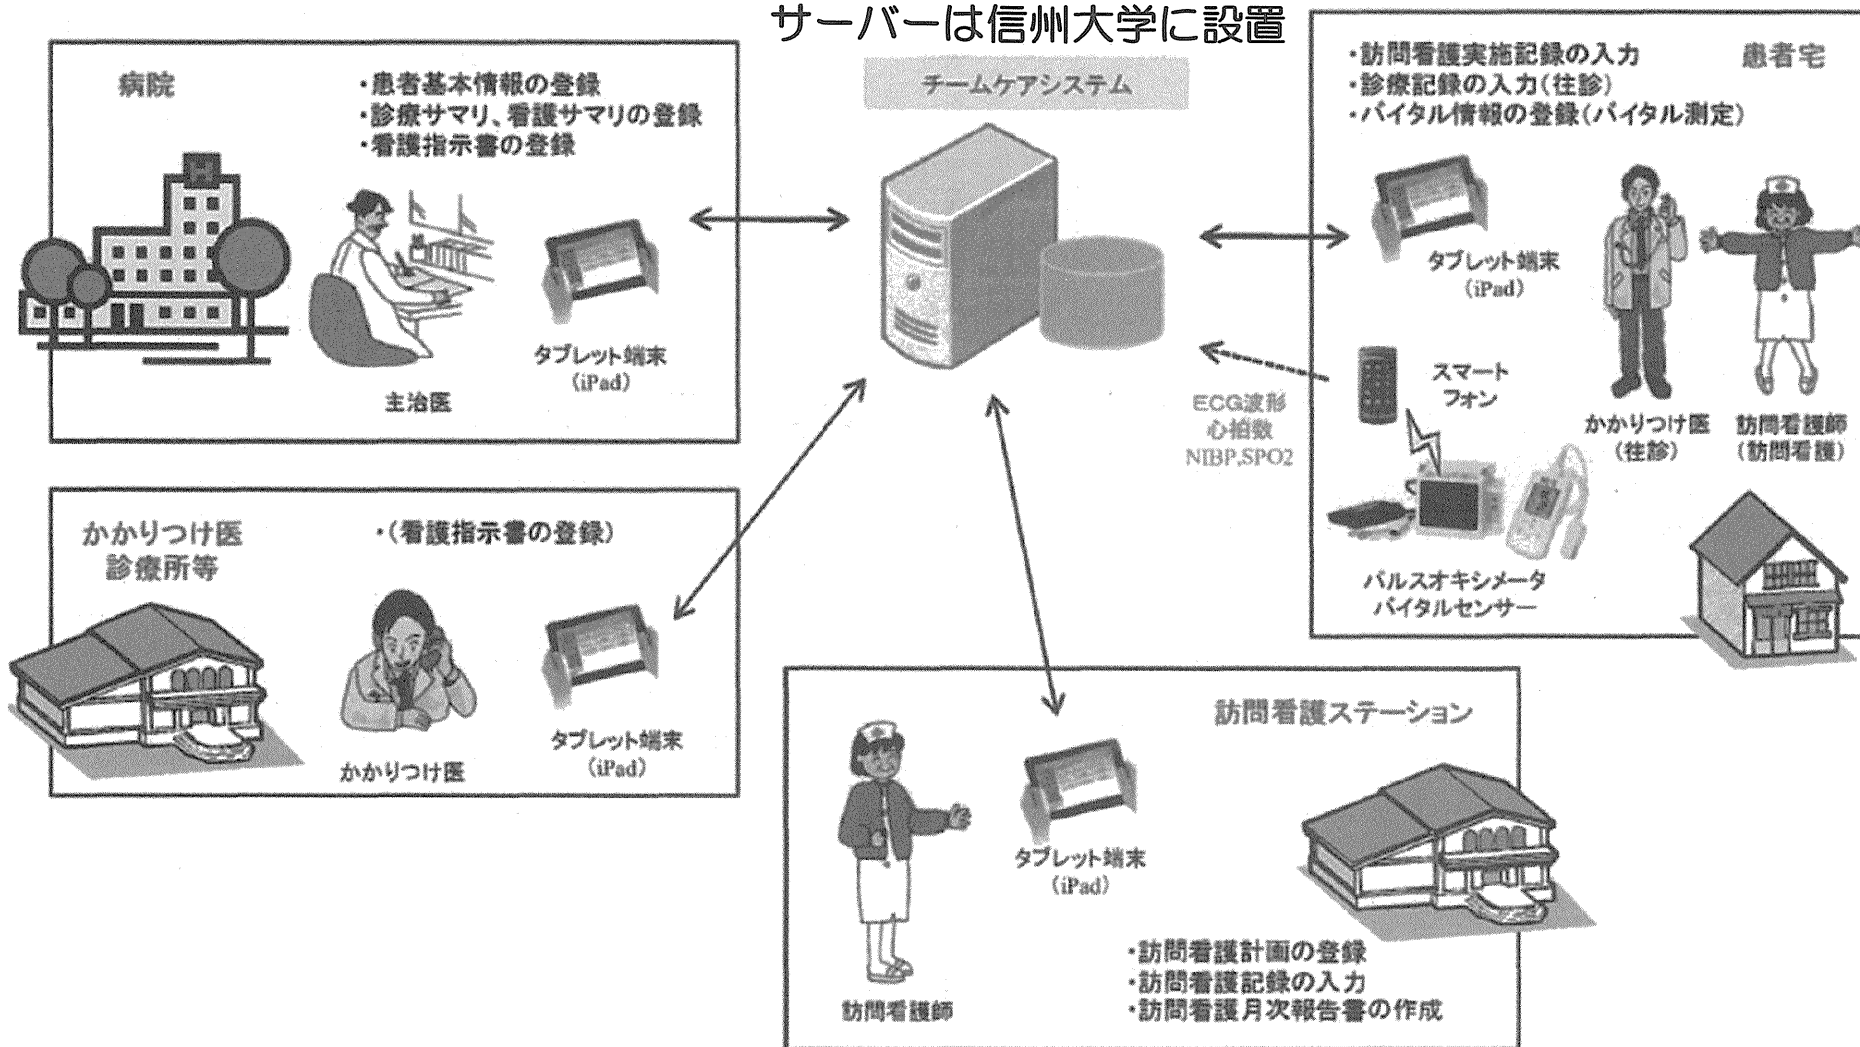 サーバーは信州大学に設置
チームケアシステム
病院
・患者基本情報の登録
・診療サマリ、看護サマリの登録
・看護指示書の登録
主治医
タブレット端末
(iPad)
かかりつけ医
診療所等
・(看護指示書の登録)
かかりつけ医
タブレット端末
(iPad)
・訪問看護実施記録の入力
・診療記録の入力(往診)
・バイタル情報の登録(バイタル測定)
患者宅
タブレット端末
(iPad)
スマート
フォン
かかりつけ医
(往診)
訪問看護師
(訪問看護)
ECG波形
心拍数
NIBP,SPO2
パルスオキシメータ
バイタルセンサー
訪問看護ステーション
タブレット端末
(iPad)
訪問看護師
・訪問看護計画の登録
・訪問看護記録の入力
・訪問看護月次報告書の作成